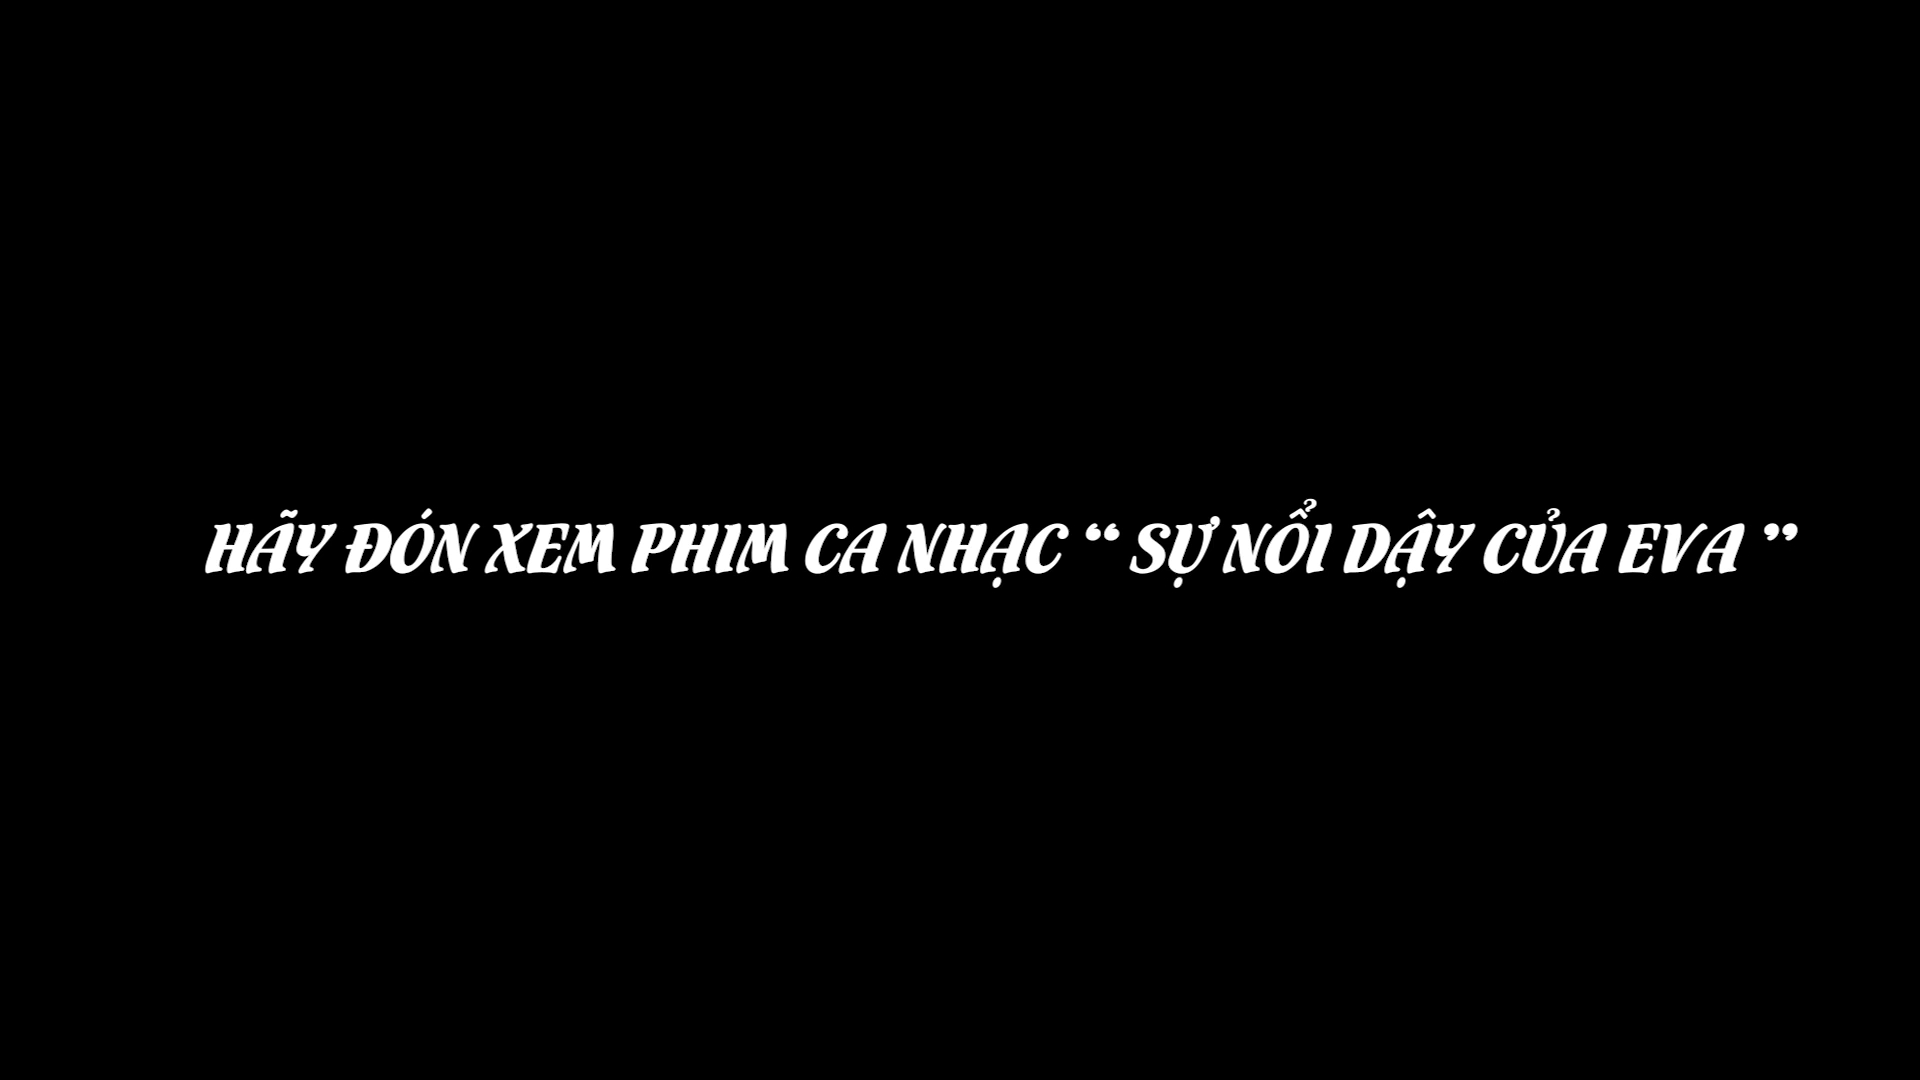 HÃY ĐÓN XEM PHIM CA NHẠC “ SỰ NỔI DẬY CỦA EVA ”